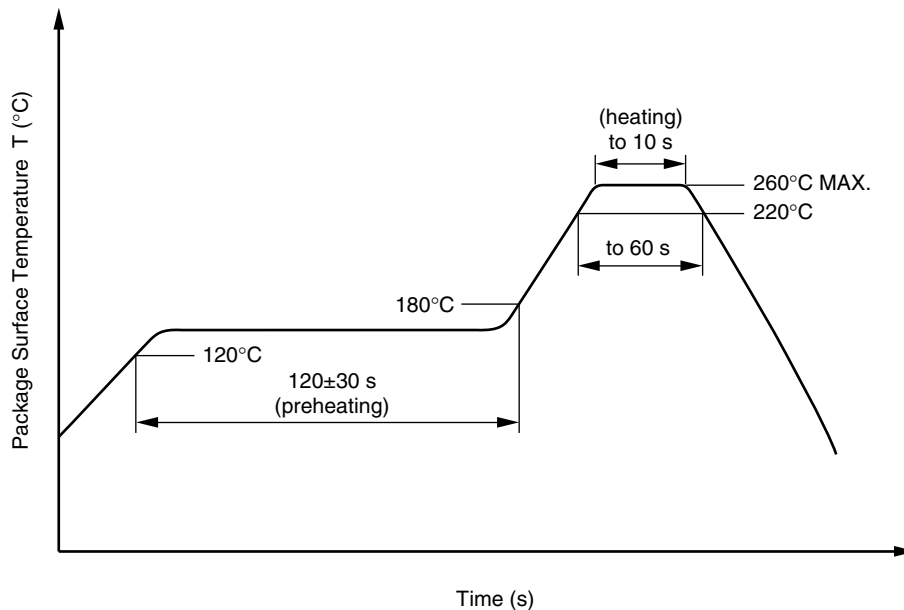 Package Surface Temperature T (°C)
(heating)
to 10 s
260°C MAX.
220°C
to 60 s
180°C
120°C
120±30 s
(preheating)
Time (s)